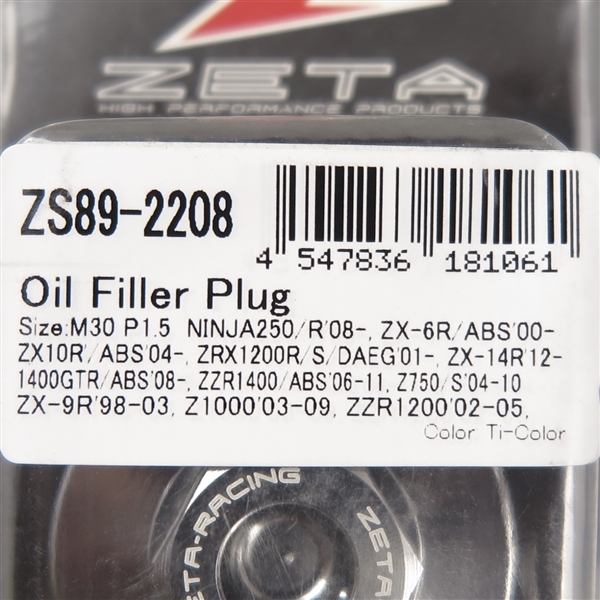 ZETA
HIGH PERFORMANCE PRODUCTS
ZS89-2208
4 547836 181061
Oil Filler Plug
Size:M30 P1.5 NINJA250/R'08-, ZX-6R/ABS'00-
ZX10R'/ABS'04-, ZRX1200R/S/DAEG'01-, ZX-14R'12-
1400GTR/ABS'08-, ZZR1400/ABS'06-11, Z750/S'04-10
ZX-9R'98-03, Z1000'03-09, ZZR1200'02-05,
Color: Ti-Color
ZETA-RACING
ZETA